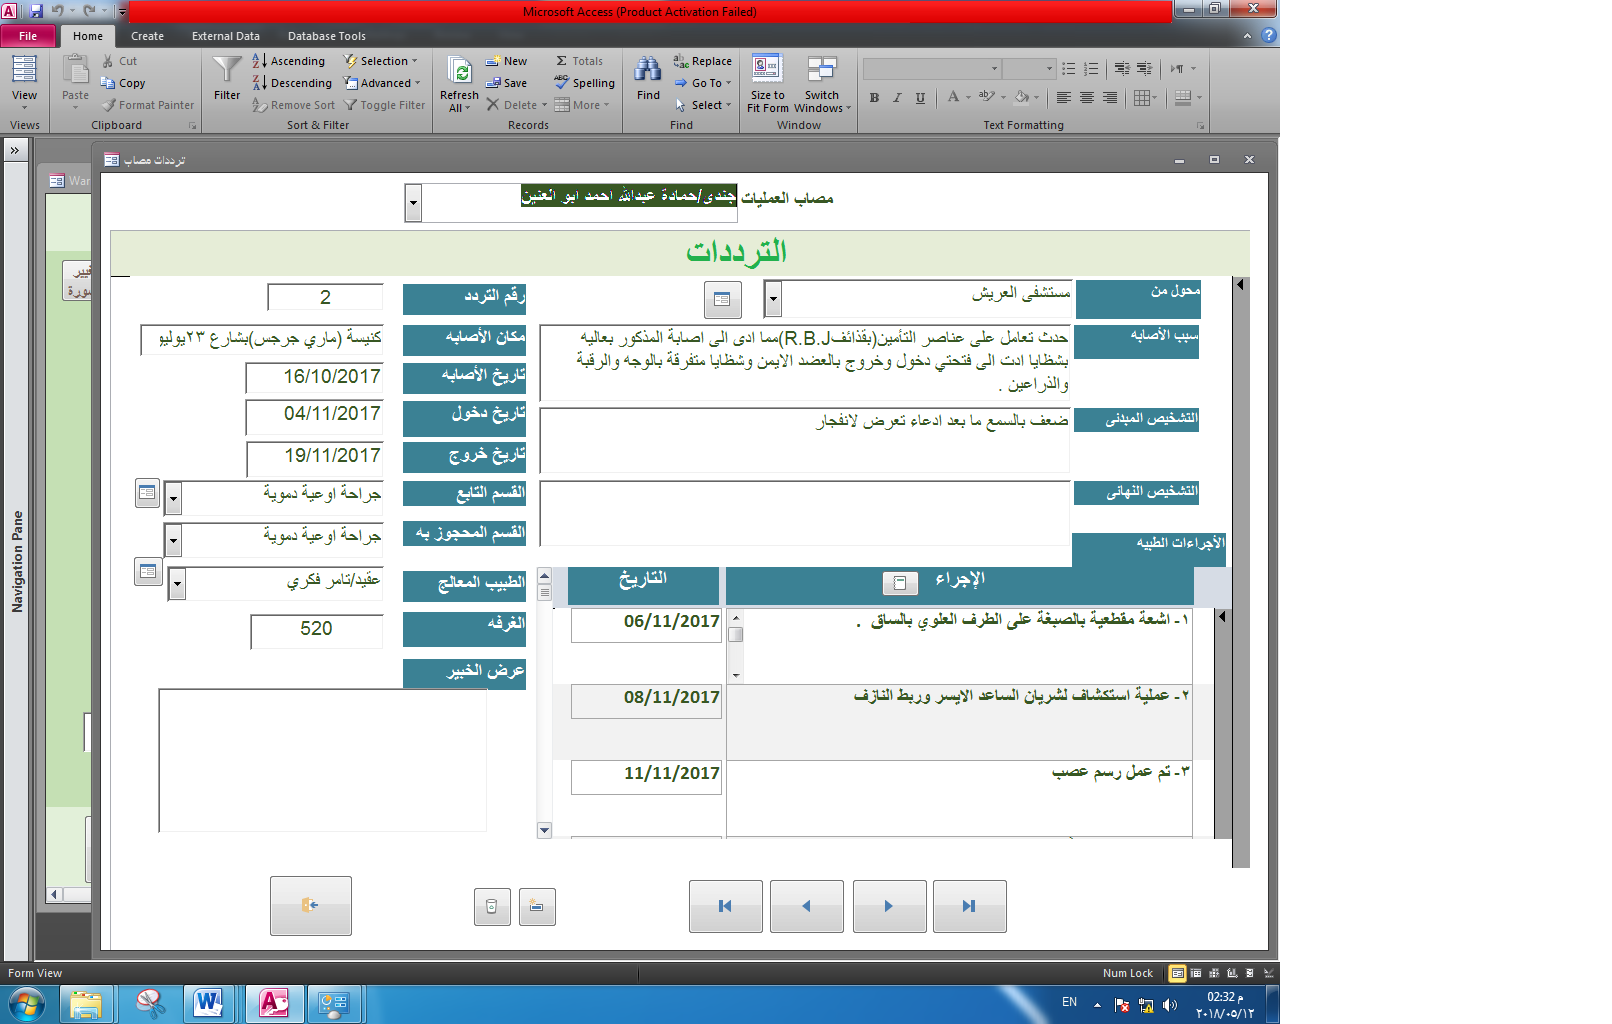 Microsoft Access (Product Activation Failed)
File Home Create External Data Database Tools
View
Views
Paste
Cut
Copy
Format Painter
Clipboard
Filter
Ascending
Descending
Remove Sort
Selection
Advanced
Toggle Filter
Sort & Filter
Refresh All
New
Save
Delete
Totals
Spelling
More
Records
Find
Replace
Go To
Select
Find
Size to Fit Form
Switch Windows
Window
B I U
Text Formatting
Navigation Pane
War
ترددات مصاب
مصاب العمليات جندى/حمادة عبدالله احمد ابو العنين
الترددات
محول من مستشفى العريش
رقم التردد 2
سبب الأصابه
حدث تعامل على عناصر التأمين(بقذائفR.B.J)مما ادى الى اصابة المذكور بعاليه
بشظايا ادت الى فتحتي دخول وخروج بالعضد الايمن وشظايا متفرقة بالوجه والرقبة
والذراعين .
مكان الأصابه كنيسة (ماري جرجس)بشارع ٢٣يوليو
تاريخ الأصابه 16/10/2017
التشخيص المبدئى ضعف بالسمع ما بعد ادعاء تعرض لانفجار
تاريخ دخول 04/11/2017
تاريخ خروج 19/11/2017
التشخيص النهائى
القسم التابع جراحة اوعية دموية
القسم المحجوز به جراحة اوعية دموية
الأجراءات الطبيه
الطبيب المعالج عقيد/تامر فكري
الغرفه 520
عرض الخبير
الإجراء التاريخ
١- اشعة مقطعية بالصبغة على الطرف العلوي بالساق . 06/11/2017
٢- عملية استكشاف لشريان الساعد الايسر وربط النازف 08/11/2017
٣- تم عمل رسم عصب 11/11/2017
Form View
Num Lock
EN
02:32 م
٢٠١٨/٠٥/١٢